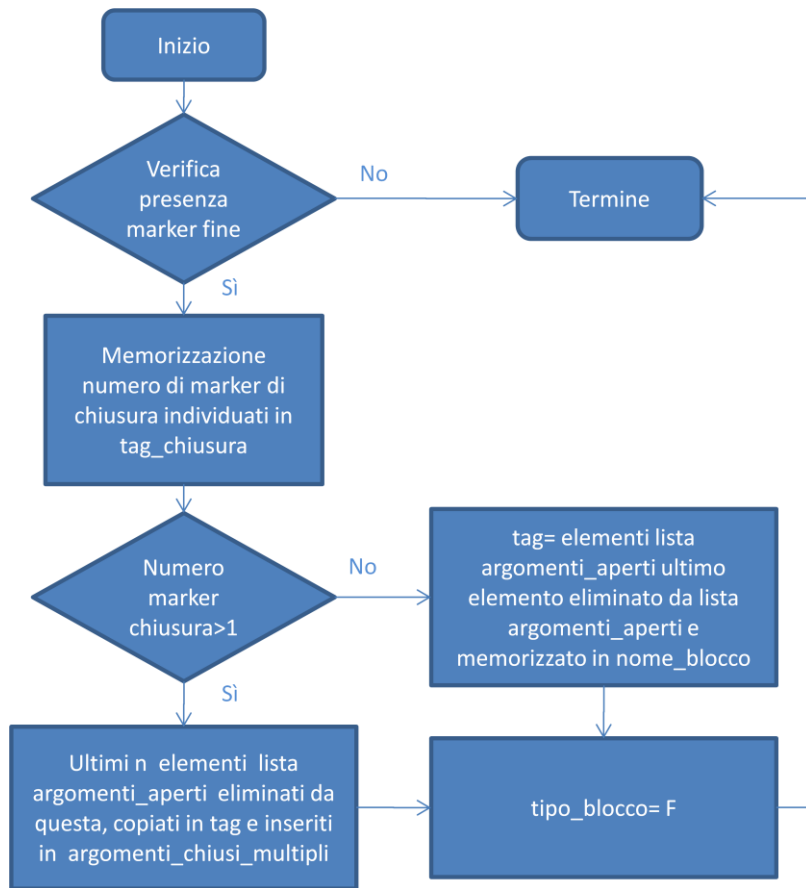 Inizio
Verifica
presenza
marker fine
No
Termine
Sì
Memorizzazione
numero di marker di
chiusura individuati in
tag_chiusura
Numero
marker
chiusura>1
No
tag= elementi lista
argomenti_aperti ultimo
elemento eliminato da lista
argomenti_aperti e
memorizzato in nome_blocco
Sì
Ultimi n elementi lista
argomenti_aperti eliminati da
questa, copiati in tag e inseriti
in argomenti_chiusi_multipli
tipo_blocco= F